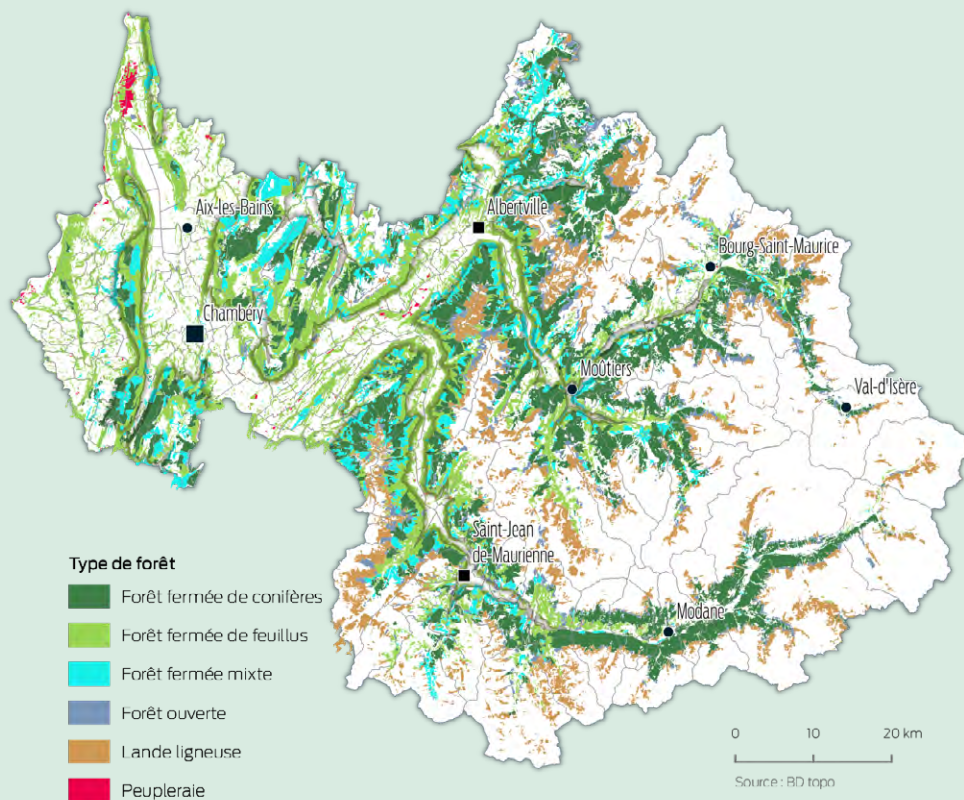 Aix-les-Bains
Albertville
Bourg-Saint-Maurice
Chambéry
Moûtiers
Val-d'Isère
Saint-Jean
de-Maurienne
Modane
Type de forêt
Forêt fermée de conifères
Forêt fermée de feuillus
Forêt fermée mixte
Forêt ouverte
Lande ligneuse
Peupleraie
0 10 20 km
Source : BD topo